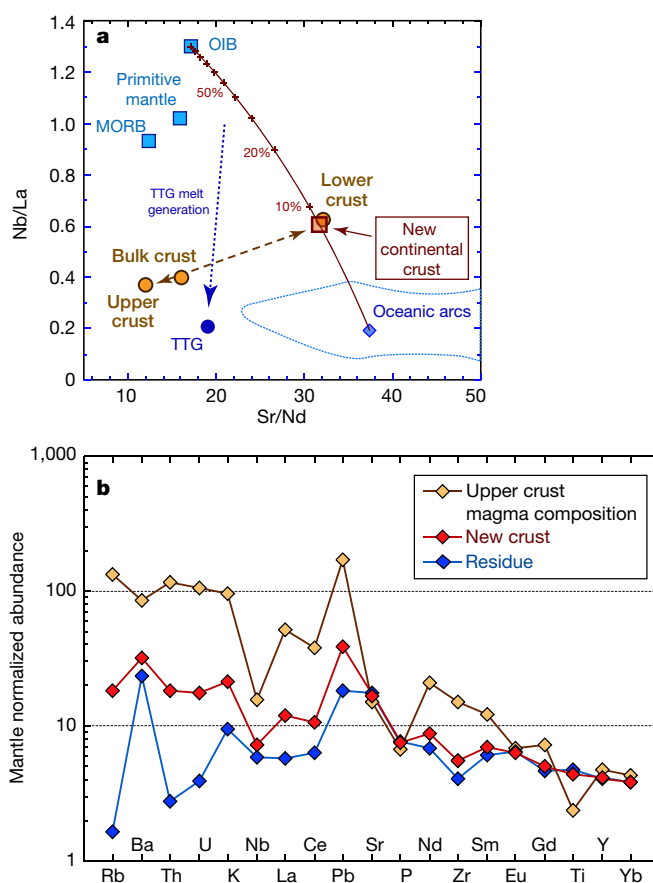 a
1.4
1.2
1.0
0.8
0.6
0.4
0.2
0
Nb/La
OIB
Primitive
mantle
MORB
50%
20%
10%
TTG melt
generation
Lower
crust
New
continental
crust
Bulk crust
Upper
crust
TTG
Oceanic arcs
10
20
30
40
50
Sr/Nd
b
1,000
100
10
1
Mantle normalized abundance
Upper crust
magma composition
New crust
Residue
Ba U Nb Ce Sr Nd Sm Gd Y
Rb Th K La Pb P Zr Eu Ti Yb